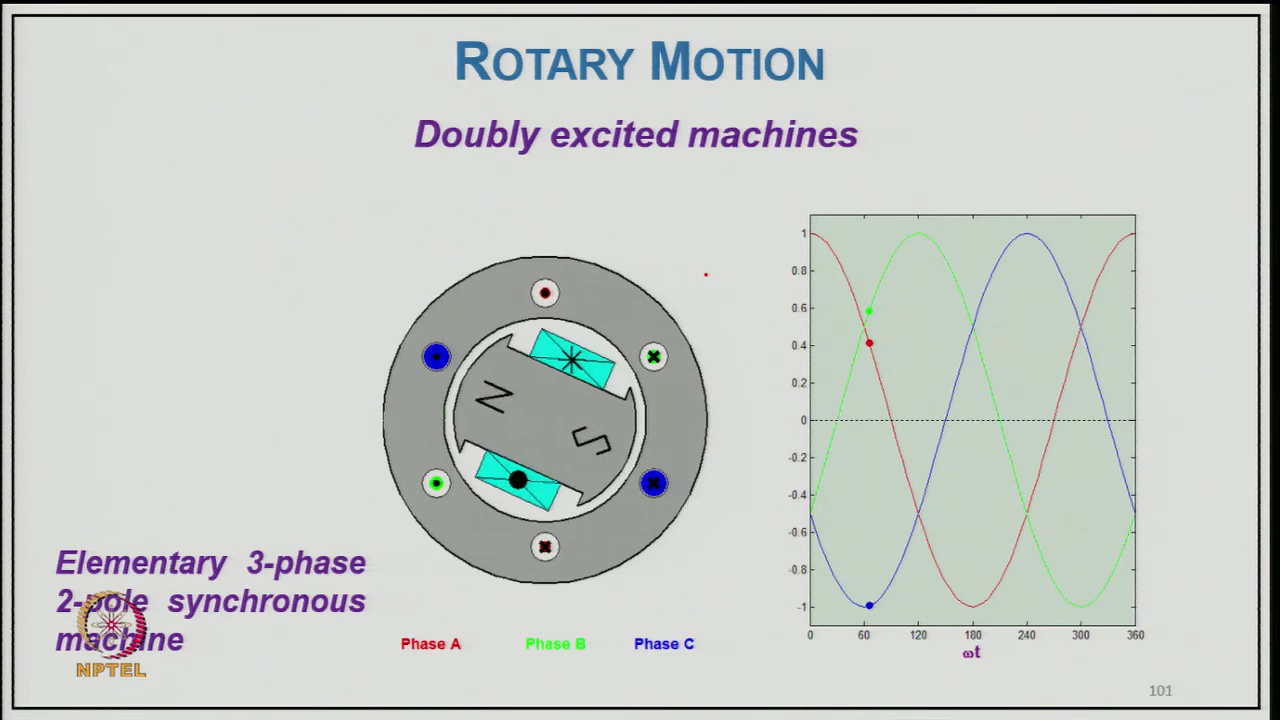 ROTARY MOTION
Doubly excited machines
N
S
1
0.8
0.6
0.4
0.2
0
-0.2
-0.4
-0.6
-0.8
-1
0 60 120 180 240 300 360
ωt
Elementary 3-phase
2-pole synchronous
machine
NPTEL
Phase A Phase B Phase C
101